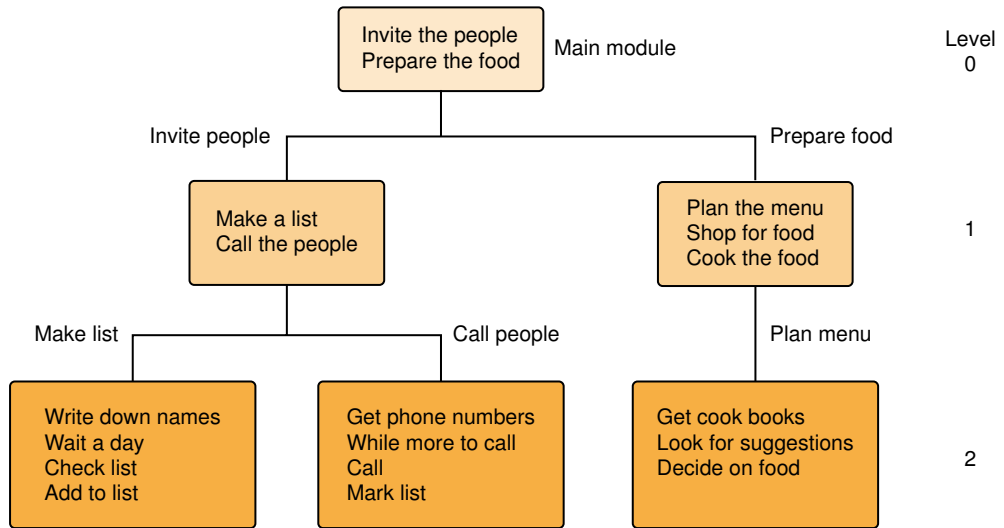 Invite the people
Prepare the food
Main module
Level
0
Invite people
Prepare food
Make a list
Call the people
Plan the menu
Shop for food
Cook the food
1
Make list
Call people
Plan menu
Write down names
Wait a day
Check list
Add to list
Get phone numbers
While more to call
Call
Mark list
Get cook books
Look for suggestions
Decide on food
2